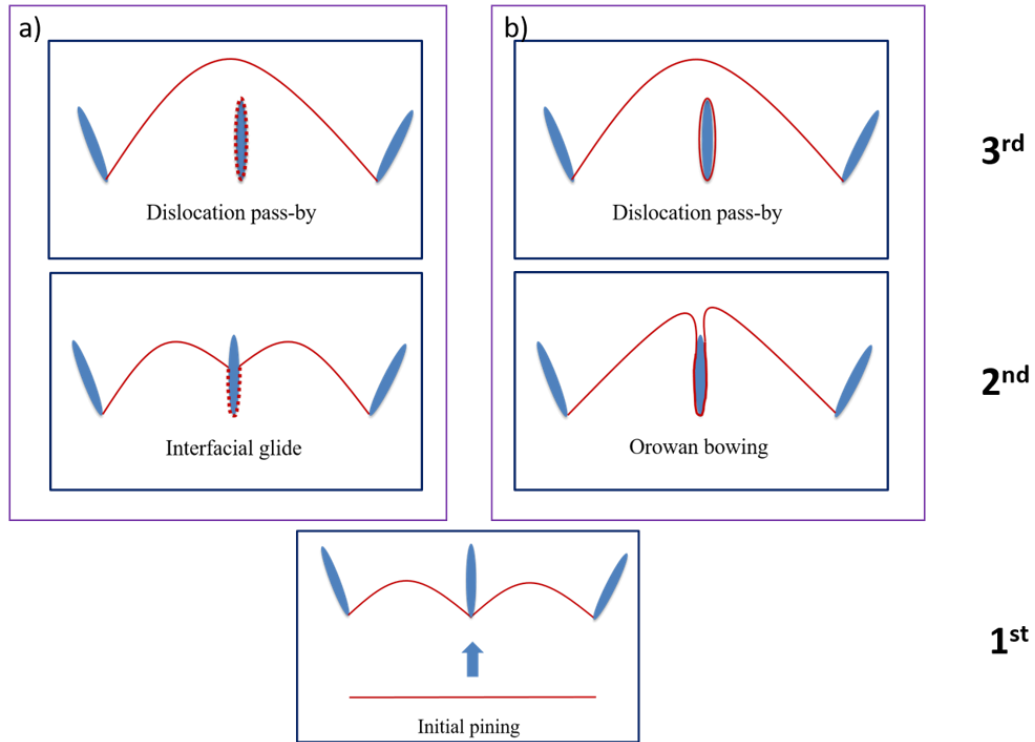 a)
b)
Dislocation pass-by
Dislocation pass-by
3rd
Interfacial glide
Orowan bowing
2nd
Initial pining
1st